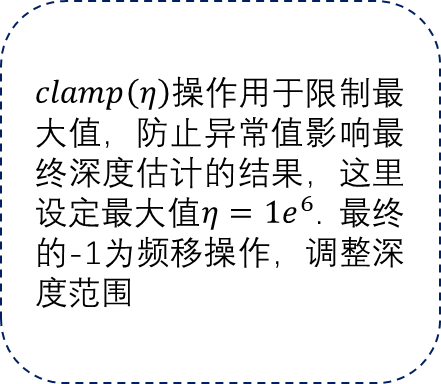 clamp(η)操作用于限制最
大值，防止异常值影响最
终深度估计的结果，这里
设定最大值η = 1e⁶. 最终
的-1为频移操作，调整深
度范围